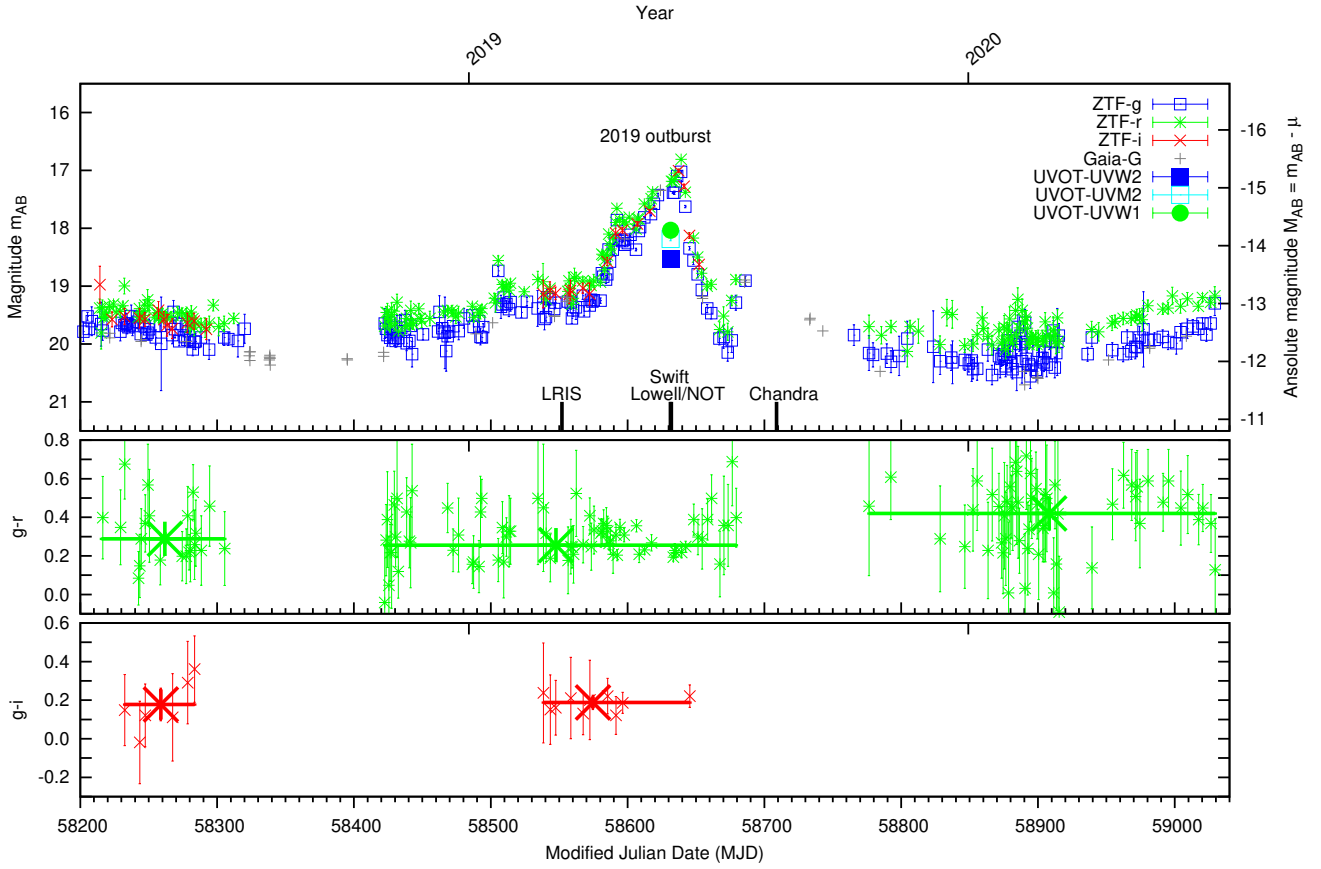 Year
2019
2020
16
17
18
19
20
21
Magnitude m_AB
-16
-15
-14
-13
-12
-11
Ansolute magnitude M_AB = m_AB - μ
2019 outburst
ZTF-g
ZTF-r
ZTF-i
Gaia-G
UVOT-UVW2
UVOT-UVM2
UVOT-UVW1
LRIS
Swift
Lowell/NOT
Chandra
0.8
0.6
0.4
0.2
0.0
g-r
0.6
0.4
0.2
0.0
-0.2
g-i
58200
58300
58400
58500
58600
58700
58800
58900
59000
Modified Julian Date (MJD)